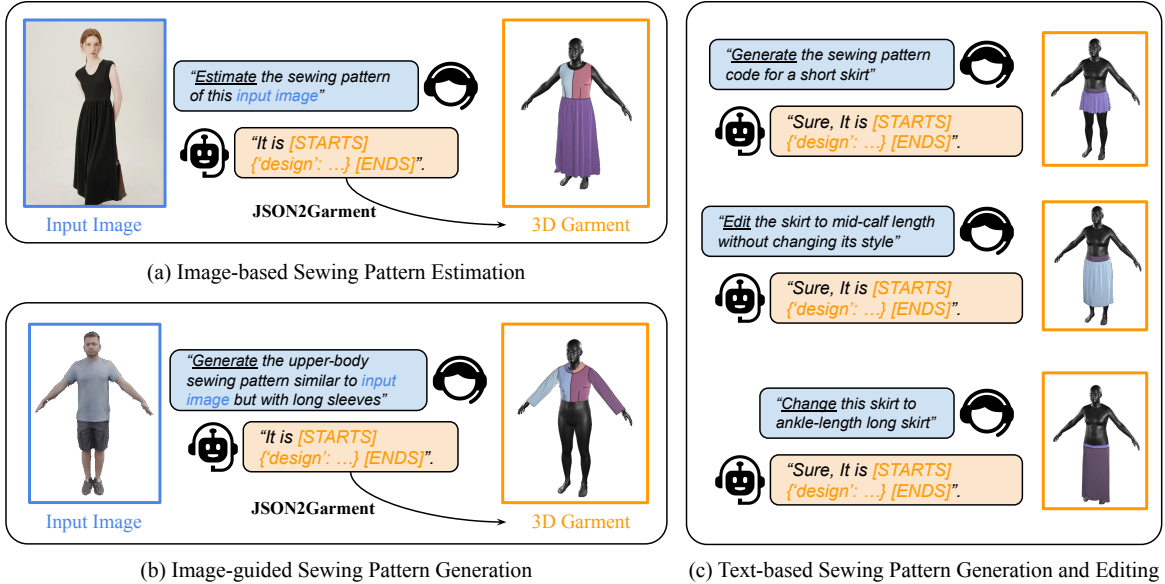 “Estimate the sewing pattern
of this input image”
“It is [STARTS]
{‘design’: …} [ENDS]”.
JSON2Garment
Input Image
3D Garment
(a) Image-based Sewing Pattern Estimation
“Generate the upper-body
sewing pattern similar to input
image but with long sleeves”
“It is [STARTS]
{‘design’: …} [ENDS]”.
JSON2Garment
Input Image
3D Garment
(b) Image-guided Sewing Pattern Generation
“Generate the sewing pattern
code for a short skirt”
“Sure, It is [STARTS]
{‘design’: …} [ENDS]”.
“Edit the skirt to mid-calf length
without changing its style”
“Sure, It is [STARTS]
{‘design’: …} [ENDS]”.
“Change this skirt to
ankle-length long skirt”
“Sure, It is [STARTS]
{‘design’: …} [ENDS]”.
(c) Text-based Sewing Pattern Generation and Editing